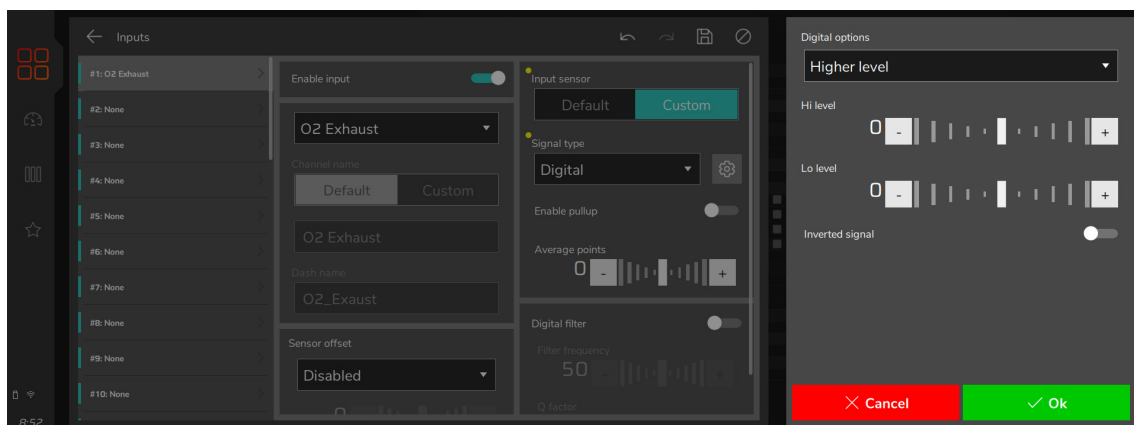 Inputs
#1: O2 Exhaust
#2: None
#3: None
#4: None
#5: None
#6: None
#7: None
#8: None
#9: None
#10: None
8:52
Enable input
O2 Exhaust
Channel name
Default Custom
O2 Exhaust
Dash name
O2_Exaust
Sensor offset
Disabled
0
Input sensor
Default Custom
Signal type
Digital
Enable pullup
Average points
0 - +
Digital filter
Filter frequency
50 - +
Q factor
Digital options
Higher level
Hi level
0 - +
Lo level
0 - +
Inverted signal
Cancel Ok